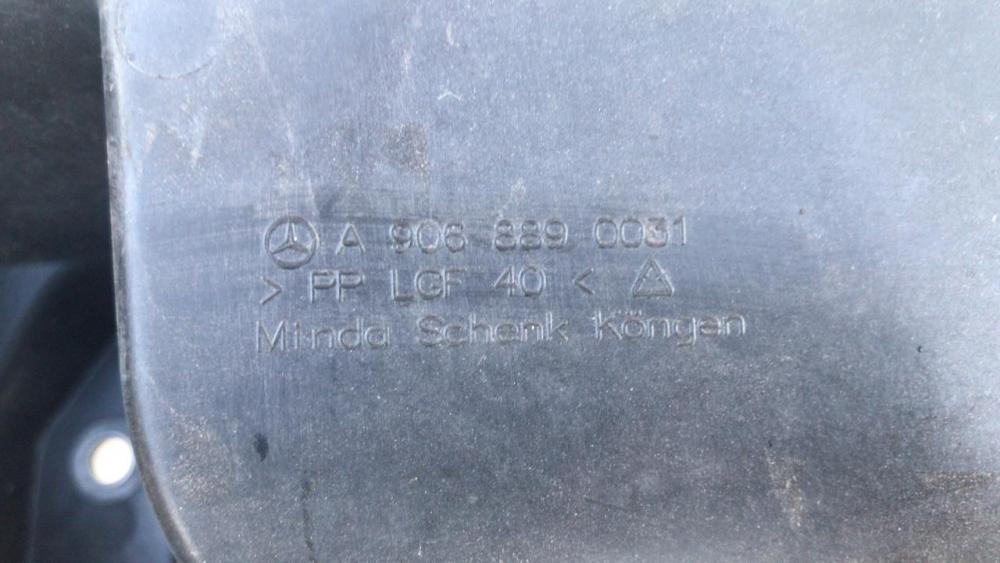 A 906 889 0031
> PP LGF 40 <
Minda Schenk Köngen